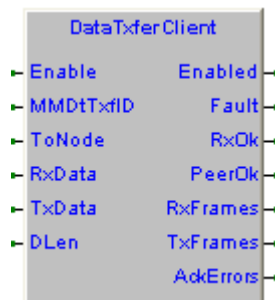 DataTxferClient
Enable Enabled
MMDtTxfID Fault
ToNode RxOk
RxData PeerOk
TxData RxFrames
DLen TxFrames
AckErrors